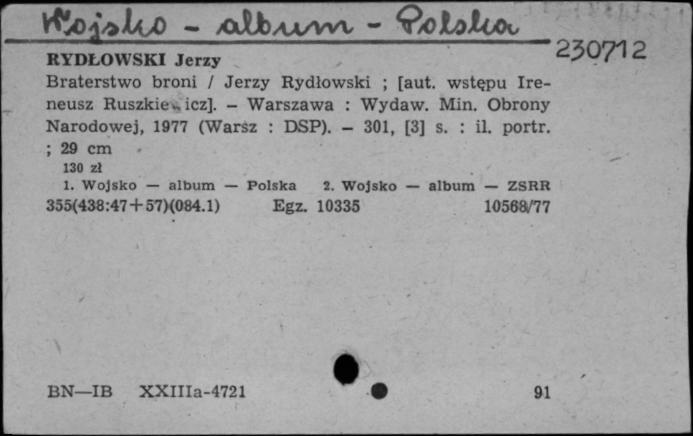 Wojsko - album - Polska
230712
RYDŁOWSKI Jerzy
Braterstwo broni / Jerzy Rydłowski ; [aut. wstępu Ire-
neusz Ruszkiewicz]. – Warszawa : Wydaw. Min. Obrony
Narodowej, 1977 (Warsz : DSP). – 301, [3] s. : il. portr.
; 29 cm
130 zł
1. Wojsko — album — Polska 2. Wojsko — album — ZSRR
355(438:47+57)(084.1) Egz. 10335 10568/77
BN—IB XXIIIa-4721 91